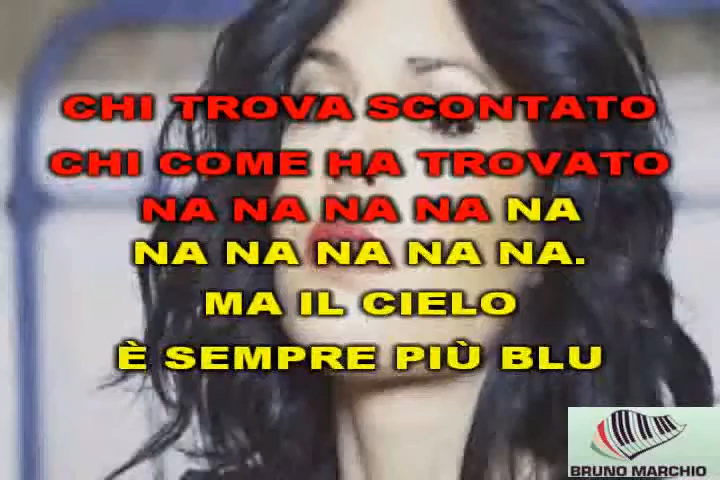 CHI TROVA SCONTATO
CHI COME HA TROVATO
NA NA NA NA NA
NA NA NA NA NA.
MA IL CIELO
È SEMPRE PIÙ BLU
BRUNO MARCHIO